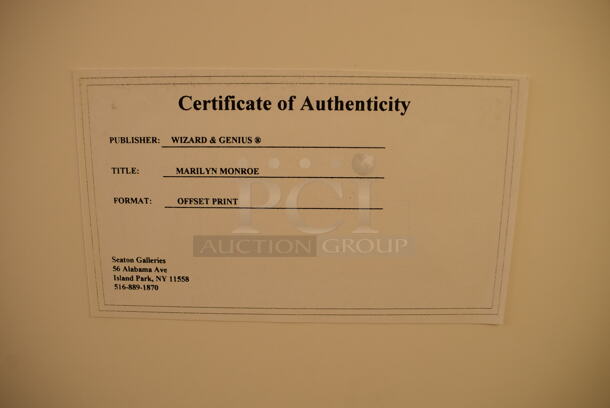 Certificate of Authenticity
PUBLISHER: WIZARD & GENIUS ®
TITLE: MARILYN MONROE
FORMAT: OFFSET PRINT
PCI
AUCTION GROUP
Seaton Galleries
56 Alabama Ave
Island Park, NY 11558
516-889-1870